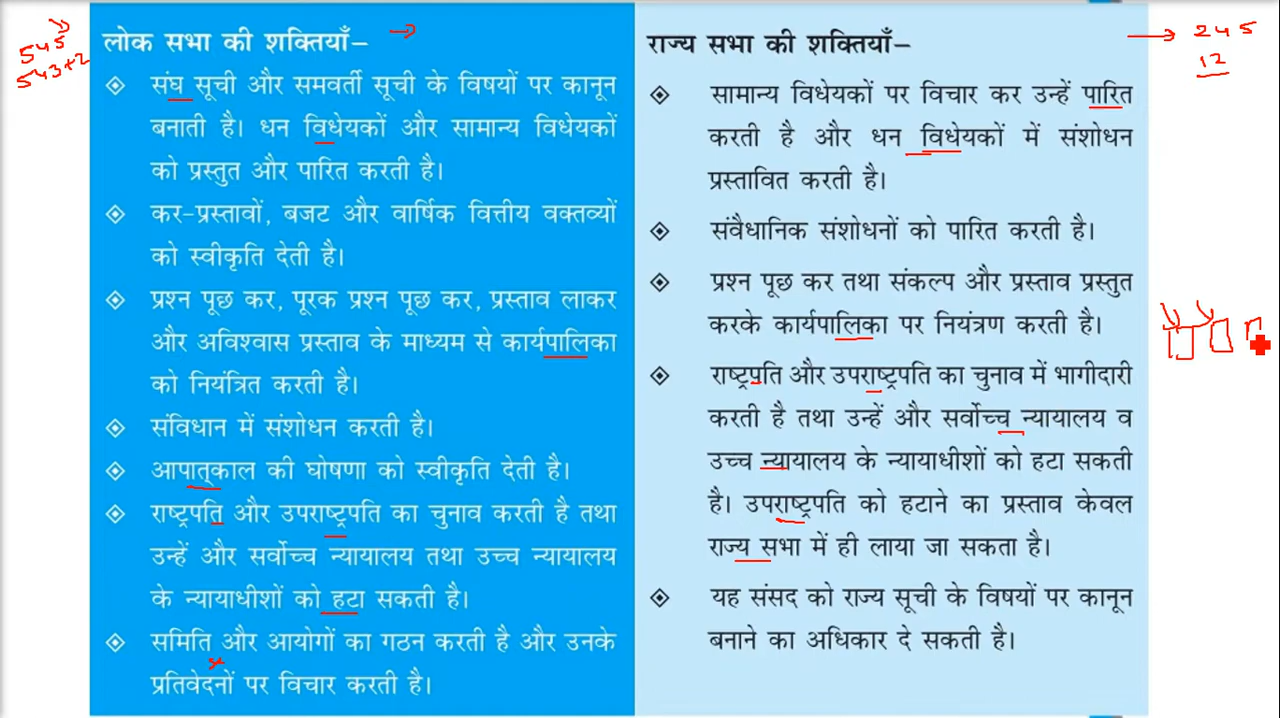 545
543+2
लोक सभा की शक्तियाँ–
संघ सूची और समवर्ती सूची के विषयों पर कानून
बनाती है। धन विधेयकों और सामान्य विधेयकों
को प्रस्तुत और पारित करती है।
कर-प्रस्तावों, बजट और वार्षिक वित्तीय वक्तव्यों
को स्वीकृति देती है।
प्रश्न पूछ कर, पूरक प्रश्न पूछ कर, प्रस्ताव लाकर
और अविश्वास प्रस्ताव के माध्यम से कार्यपालिका
को नियंत्रित करती है।
संविधान में संशोधन करती है।
आपात्काल की घोषणा को स्वीकृति देती है।
राष्ट्रपति और उपराष्ट्रपति का चुनाव करती है तथा
उन्हें और सर्वोच्च न्यायालय तथा उच्च न्यायालय
के न्यायाधीशों को हटा सकती है।
समिति और आयोगों का गठन करती है और उनके
प्रतिवेदनों पर विचार करती है।
राज्य सभा की शक्तियाँ–
245
12
सामान्य विधेयकों पर विचार कर उन्हें पारित
करती है और धन विधेयकों में संशोधन
प्रस्तावित करती है।
संवैधानिक संशोधनों को पारित करती है।
प्रश्न पूछ कर तथा संकल्प और प्रस्ताव प्रस्तुत
करके कार्यपालिका पर नियंत्रण करती है।
राष्ट्रपति और उपराष्ट्रपति का चुनाव में भागीदारी
करती है तथा उन्हें और सर्वोच्च न्यायालय व
उच्च न्यायालय के न्यायाधीशों को हटा सकती
है। उपराष्ट्रपति को हटाने का प्रस्ताव केवल
राज्य सभा में ही लाया जा सकता है।
यह संसद को राज्य सूची के विषयों पर कानून
बनाने का अधिकार दे सकती है।